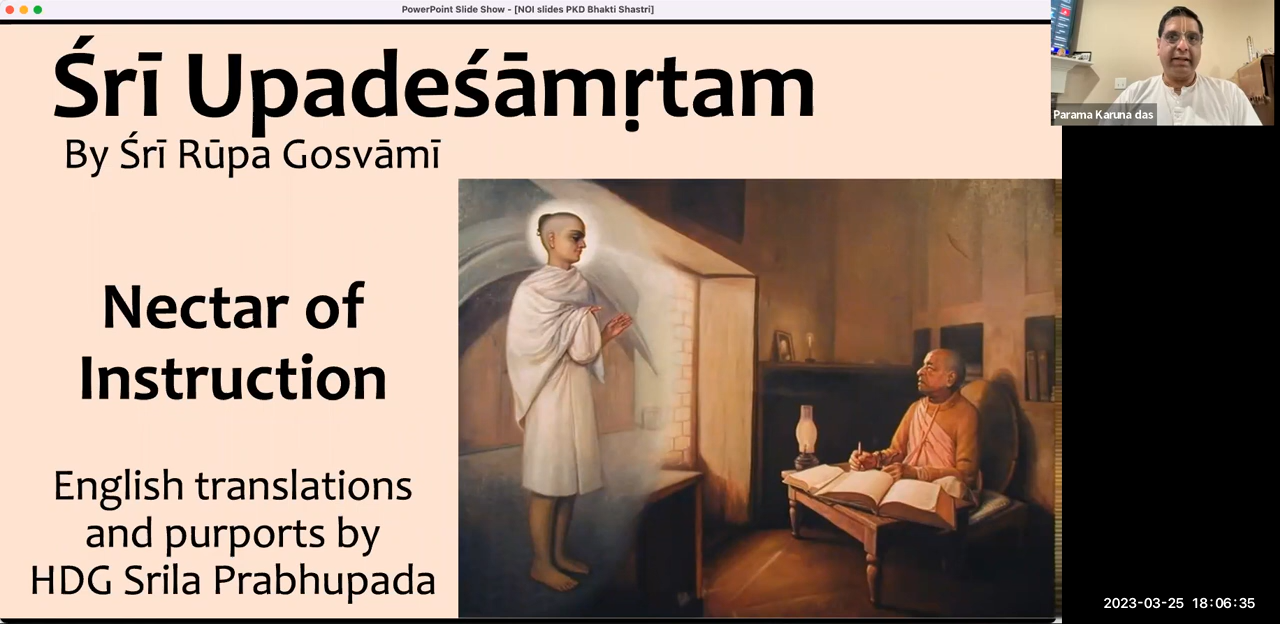 PowerPoint Slide Show - [NOI slides PKD Bhakti Shastri]
Śrī Upadeśāmṛtam
By Śrī Rūpa Gosvāmī
Nectar of
Instruction
English translations
and purports by
HDG Srila Prabhupada
Parama Karuna das
2023-03-25 18:06:35